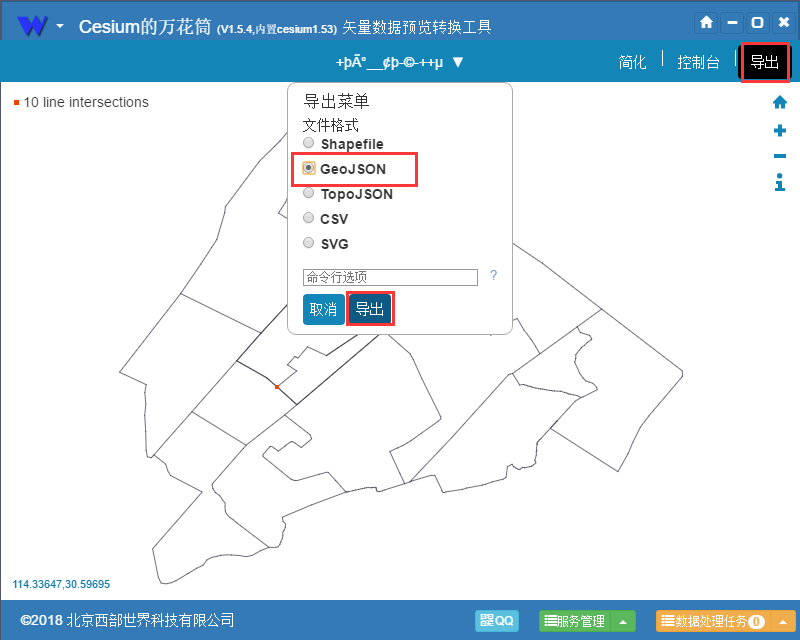 Cesium的万花筒 (V1.5.4,内置cesium1.53) 矢量数据预览转换工具
+þÃ°__¢þ-©-++µ ▼
简化 控制台 导出
10 line intersections
导出菜单
文件格式
Shapefile
GeoJSON
TopoJSON
CSV
SVG
命令行选项 ?
取消 导出
114.33647,30.59695
©2018 北京西部世界科技有限公司 QQ 服务管理 数据处理任务 0